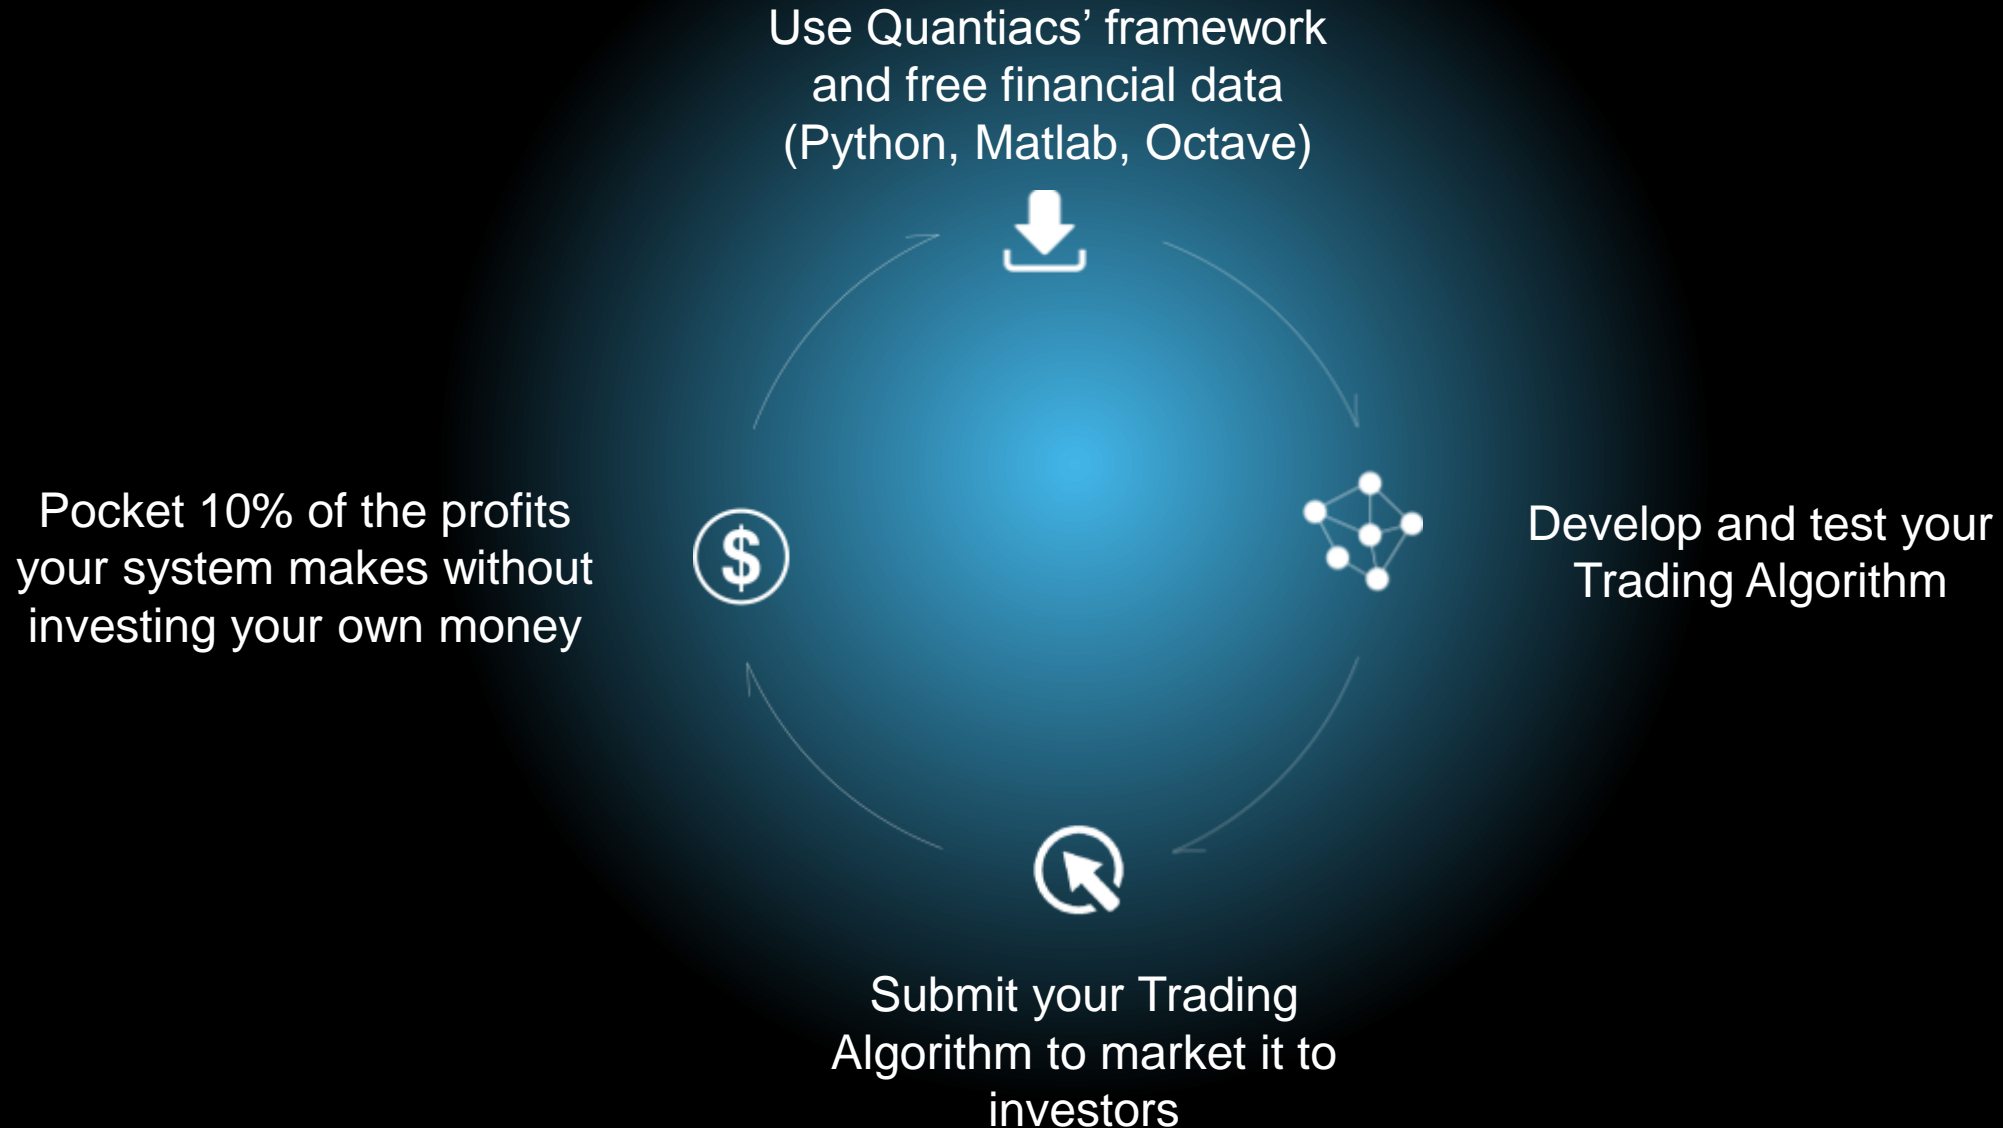 Use Quantiacs’ framework
and free financial data
(Python, Matlab, Octave)
Develop and test your
Trading Algorithm
Submit your Trading
Algorithm to market it to
investors
Pocket 10% of the profits
your system makes without
investing your own money
$